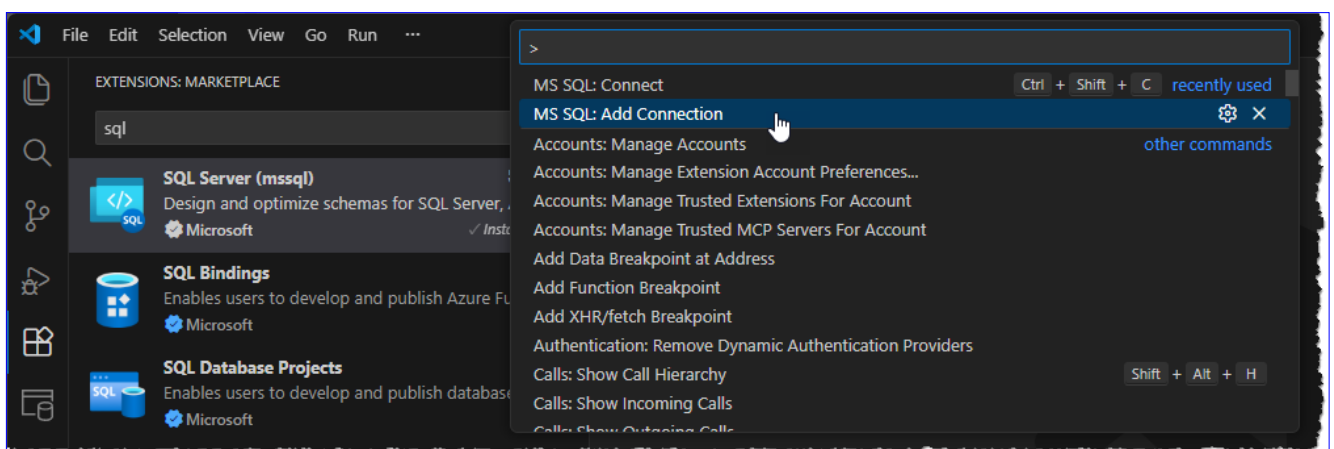 File Edit Selection View Go Run ···
EXTENSIONS: MARKETPLACE
sql
SQL Server (mssql)
Design and optimize schemas for SQL Server,
Microsoft
SQL
SQL Bindings
Enables users to develop and publish Azure
Microsoft
SQL Database Projects
Enables users to develop and publish
Microsoft
SQL
>
MS SQL: Connect Ctrl + Shift + C recently used
MS SQL: Add Connection
Accounts: Manage Accounts other commands
Accounts: Manage Extension Account Preferences...
Accounts: Manage Trusted Extensions For Account
Accounts: Manage Trusted MCP Servers For Account
Add Data Breakpoint at Address
Add Function Breakpoint
Add XHR/fetch Breakpoint
Authentication: Remove Dynamic Authentication Providers
Calls: Show Call Hierarchy Shift + Alt + H
Calls: Show Incoming Calls
Calls: Show Outgoing Calls